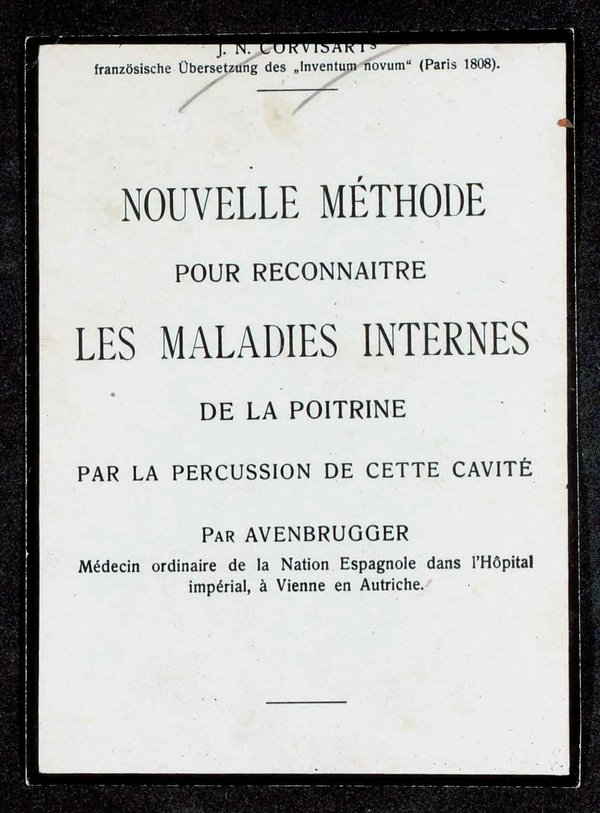 J. N. CORVISARTs
französische Übersetzung des „Inventum novum“ (Paris 1808).
NOUVELLE MÉTHODE
POUR RECONNAITRE
LES MALADIES INTERNES
DE LA POITRINE
PAR LA PERCUSSION DE CETTE CAVITÉ
PAR AVENBRUGGER
Médecin ordinaire de la Nation Espagnole dans l'Hôpital
impérial, à Vienne en Autriche.